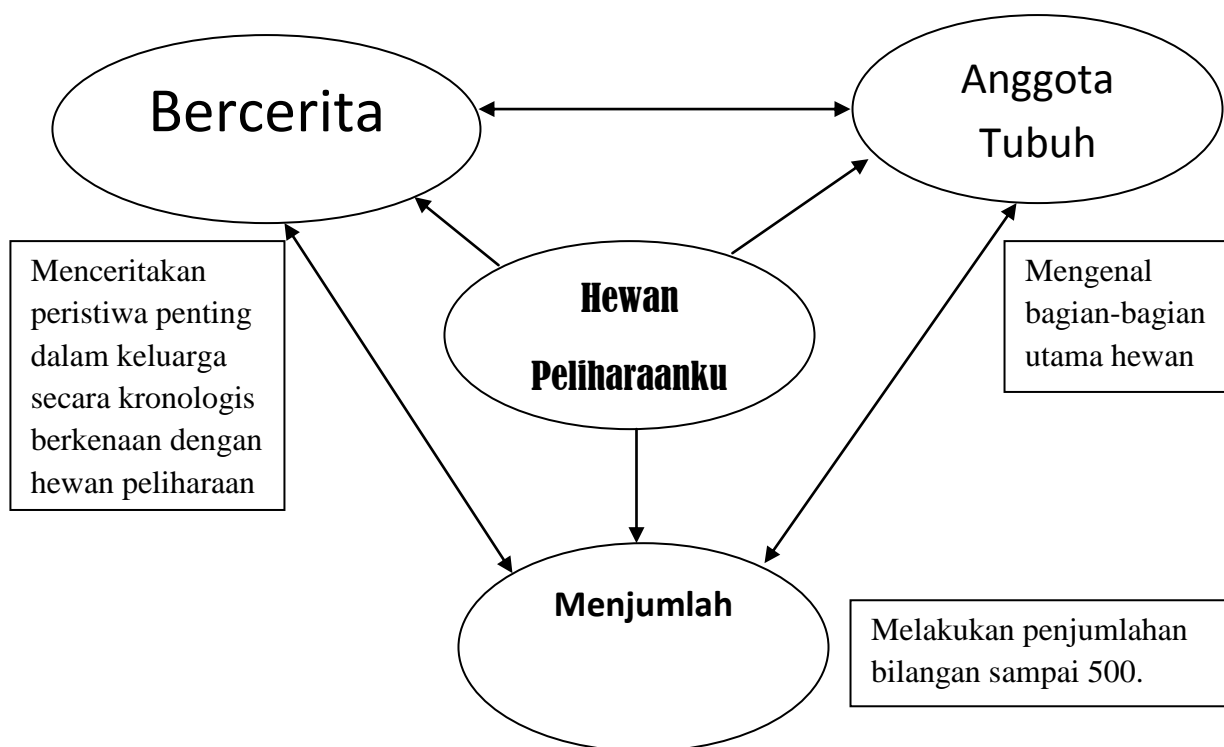 Bercerita
Anggota
Tubuh
Hewan
Peliharaanku
Menceritakan
peristiwa penting
dalam keluarga
secara kronologis
berkenaan dengan
hewan peliharaan
Mengenal
bagian-bagian
utama hewan
Menjumlah
Melakukan penjumlahan
bilangan sampai 500.